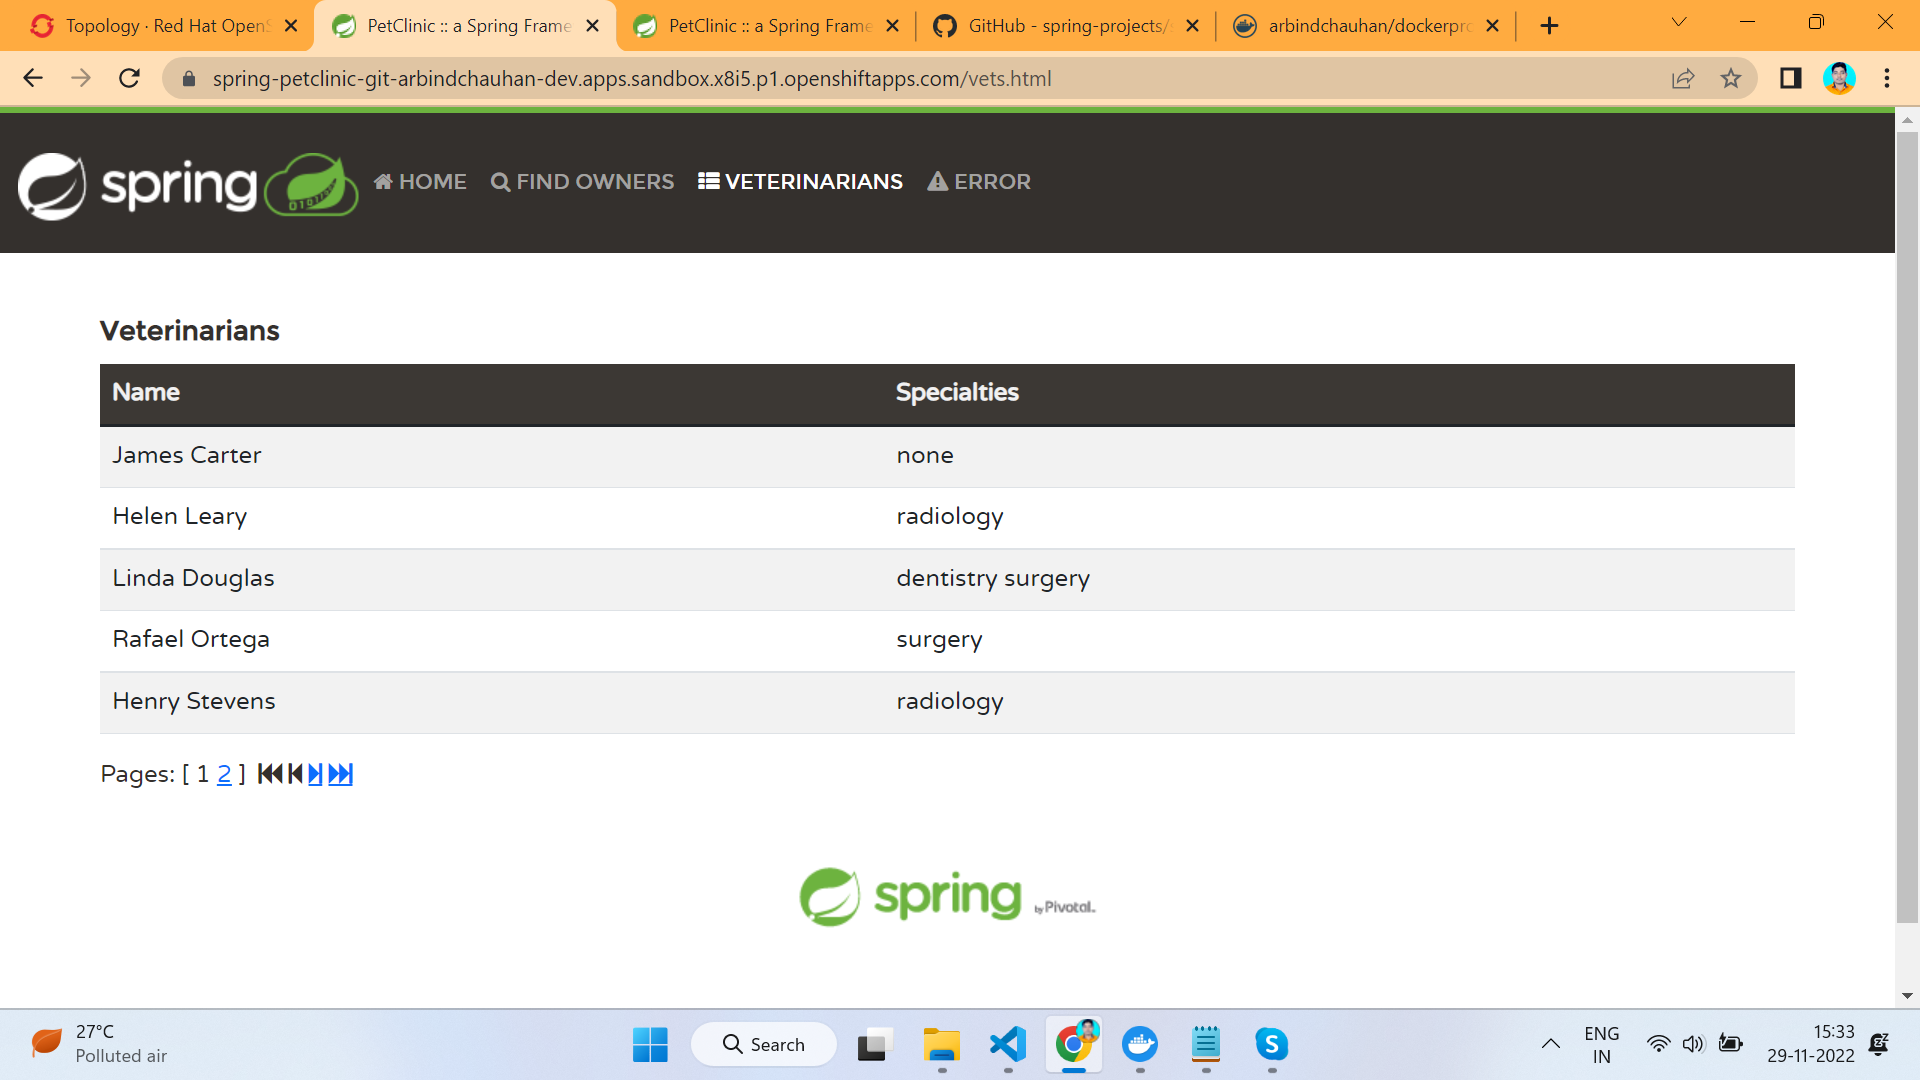 Topology · Red Hat OpenS
PetClinic :: a Spring Frame
PetClinic :: a Spring Frame
GitHub - spring-projects/s
arbindchauhan/dockerpro
spring-petclinic-git-arbindchauhan-dev.apps.sandbox.x8i5.p1.openshiftapps.com/vets.html
spring
HOME
FIND OWNERS
VETERINARIANS
ERROR
Veterinarians
Name Specialties
James Carter none
Helen Leary radiology
Linda Douglas dentistry surgery
Rafael Ortega surgery
Henry Stevens radiology
Pages: [ 1 2 ]
spring by Pivotal
27°C
Polluted air
Search
ENG
IN
15:33
29-11-2022